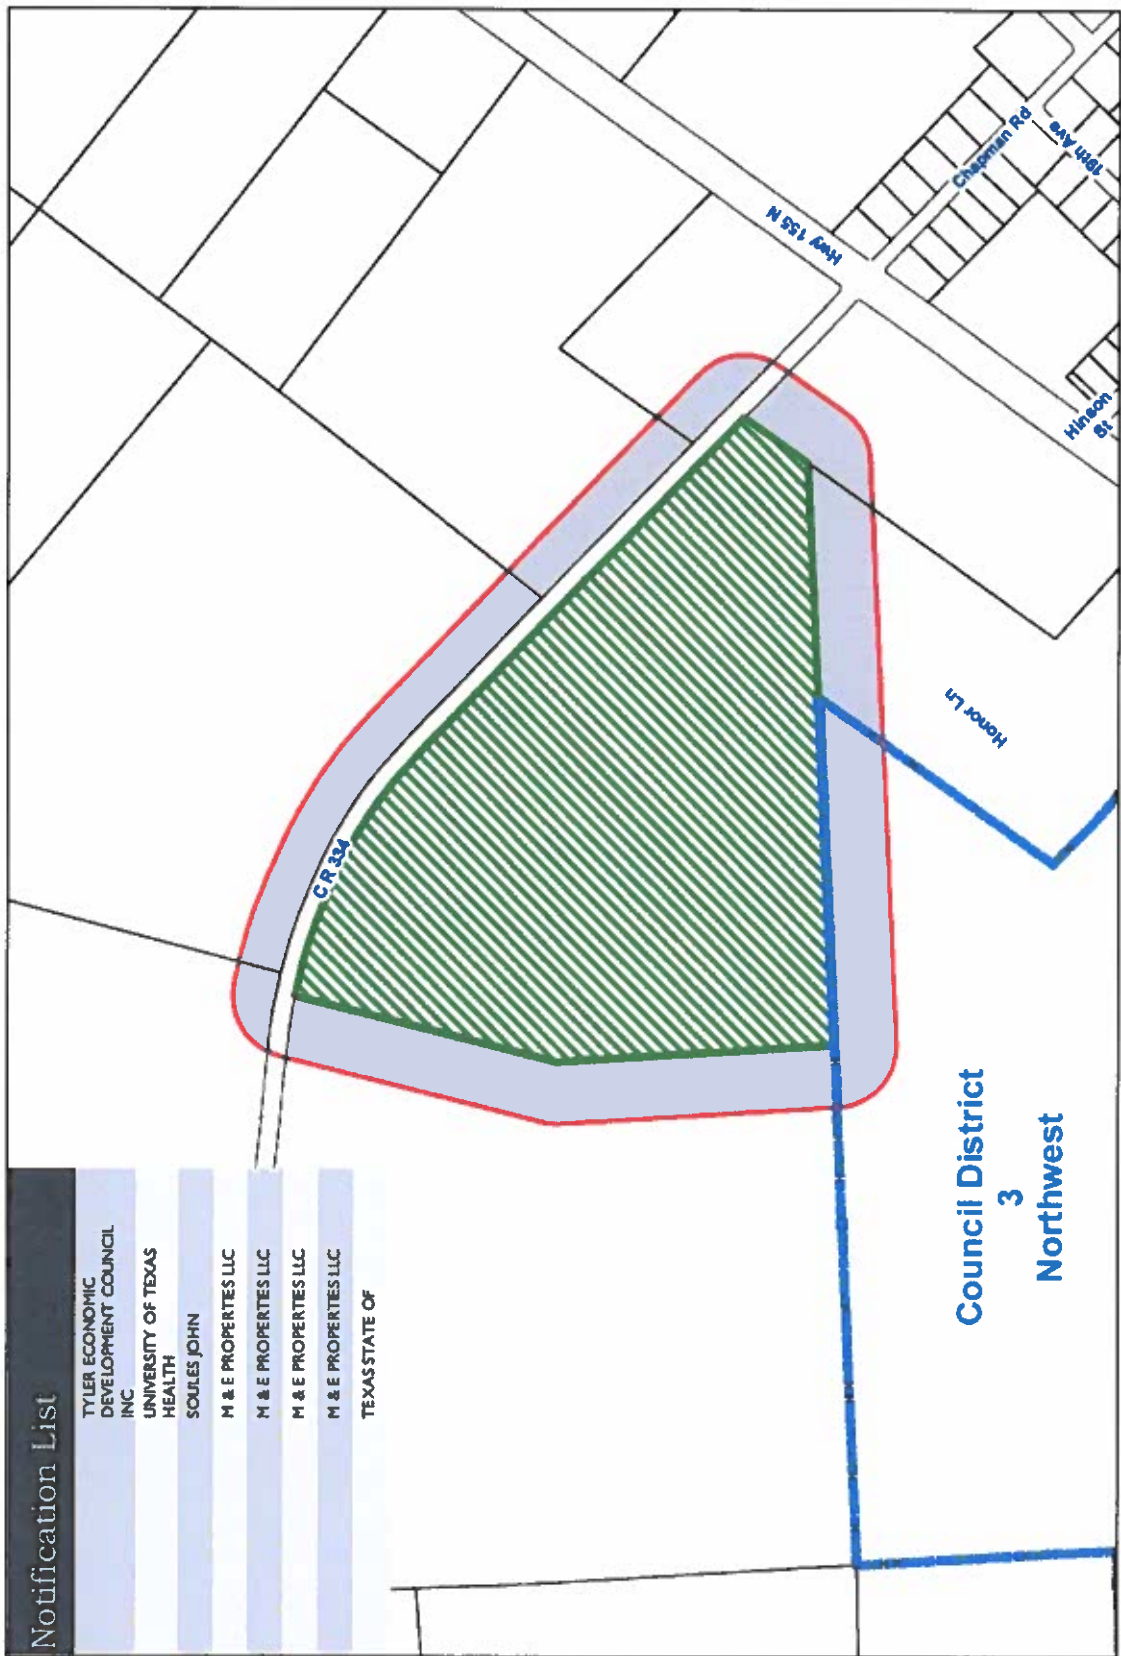 Notification List
TYLER ECONOMIC
DEVELOPMENT COUNCIL
INC
UNIVERSITY OF TEXAS
HEALTH
SOULES JOHN
M & E PROPERTIES LLC
M & E PROPERTIES LLC
M & E PROPERTIES LLC
M & E PROPERTIES LLC
TEXAS STATE OF
C R 334
Hwy 155 N
Chapman Rd
19th Ave
Hinson
St
Honor Ln
Council District
3
Northwest